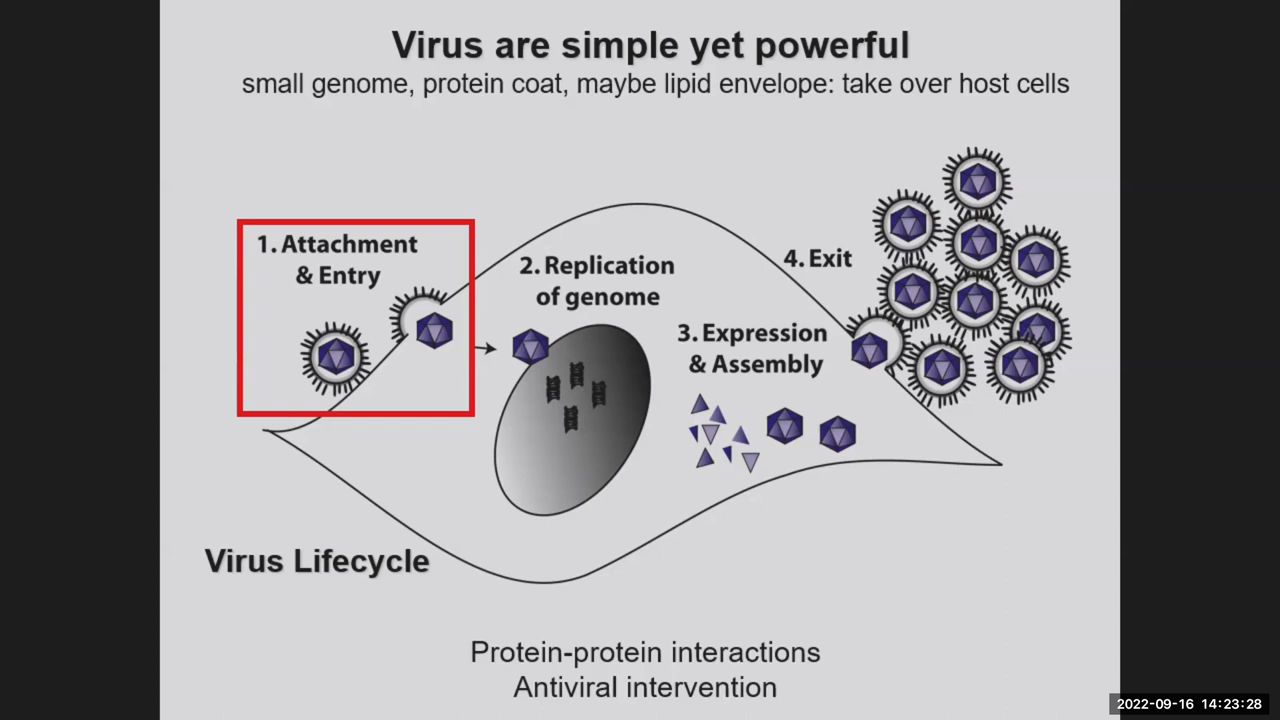 Virus are simple yet powerful
small genome, protein coat, maybe lipid envelope: take over host cells
1. Attachment
& Entry
2. Replication
of genome
3. Expression
& Assembly
4. Exit
Virus Lifecycle
Protein-protein interactions
Antiviral intervention
2022-09-16 14:23:28